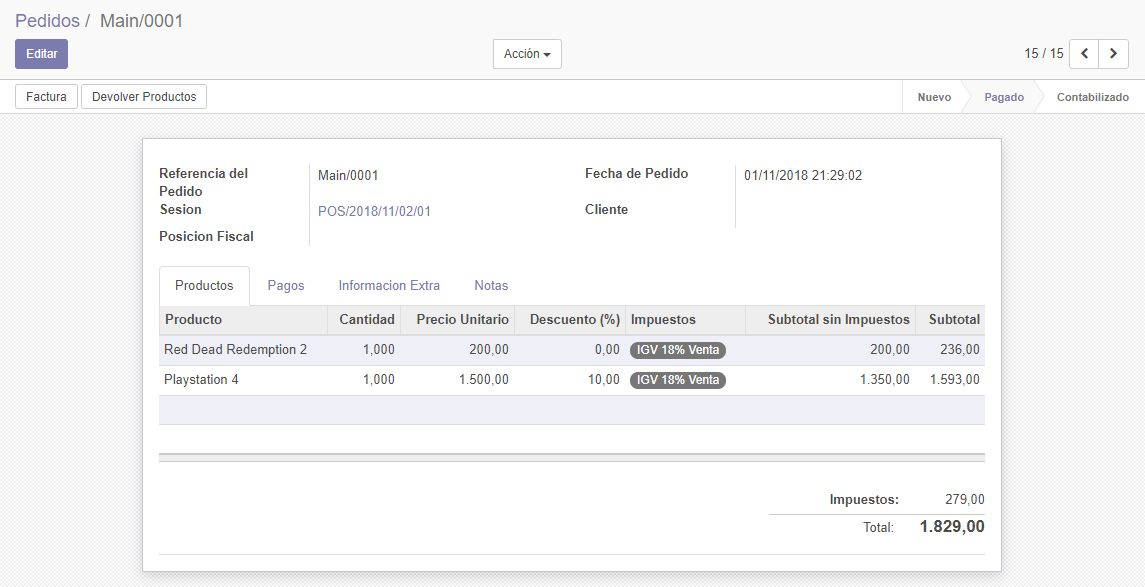 Pedidos / Main/0001
Editar
Acción
15 / 15
Factura
Devolver Productos
Nuevo
Pagado
Contabilizado
Referencia del
Pedido
Main/0001
Sesion
POS/2018/11/02/01
Posicion Fiscal
Fecha de Pedido
01/11/2018 21:29:02
Cliente
Productos Pagos Informacion Extra Notas
Producto Cantidad Precio Unitario Descuento (%) Impuestos Subtotal sin Impuestos Subtotal
Red Dead Redemption 2 1,000 200,00 0,00 IGV 18% Venta 200,00 236,00
Playstation 4 1,000 1.500,00 10,00 IGV 18% Venta 1.350,00 1.593,00
Impuestos: 279,00
Total: 1.829,00